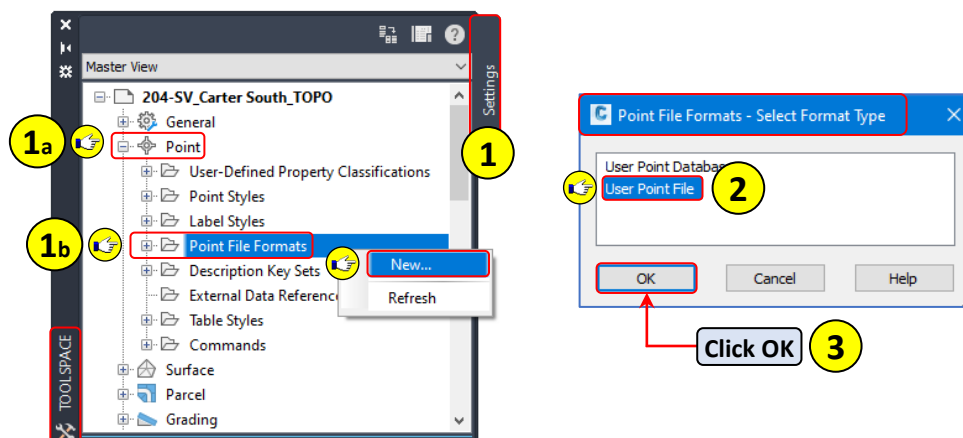 Master View
204-SV_Carter South_TOPO
General
1a
Point
User-Defined Property Classifications
Point Styles
Label Styles
1b
Point File Formats
New...
Description Key Sets
External Data Reference
Refresh
Table Styles
Commands
Surface
Parcel
Grading
TOOLSPACE
Settings
1
Point File Formats - Select Format Type
User Point Databas
User Point File
2
OK
Cancel
Help
Click OK
3